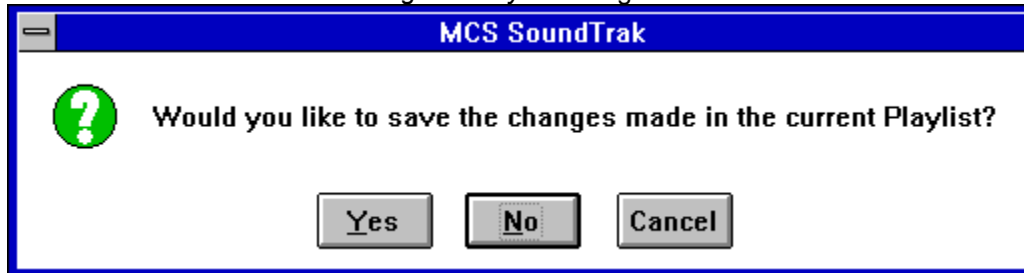 MCS SoundTrak
Would you like to save the changes made in the current Playlist?
Yes No Cancel